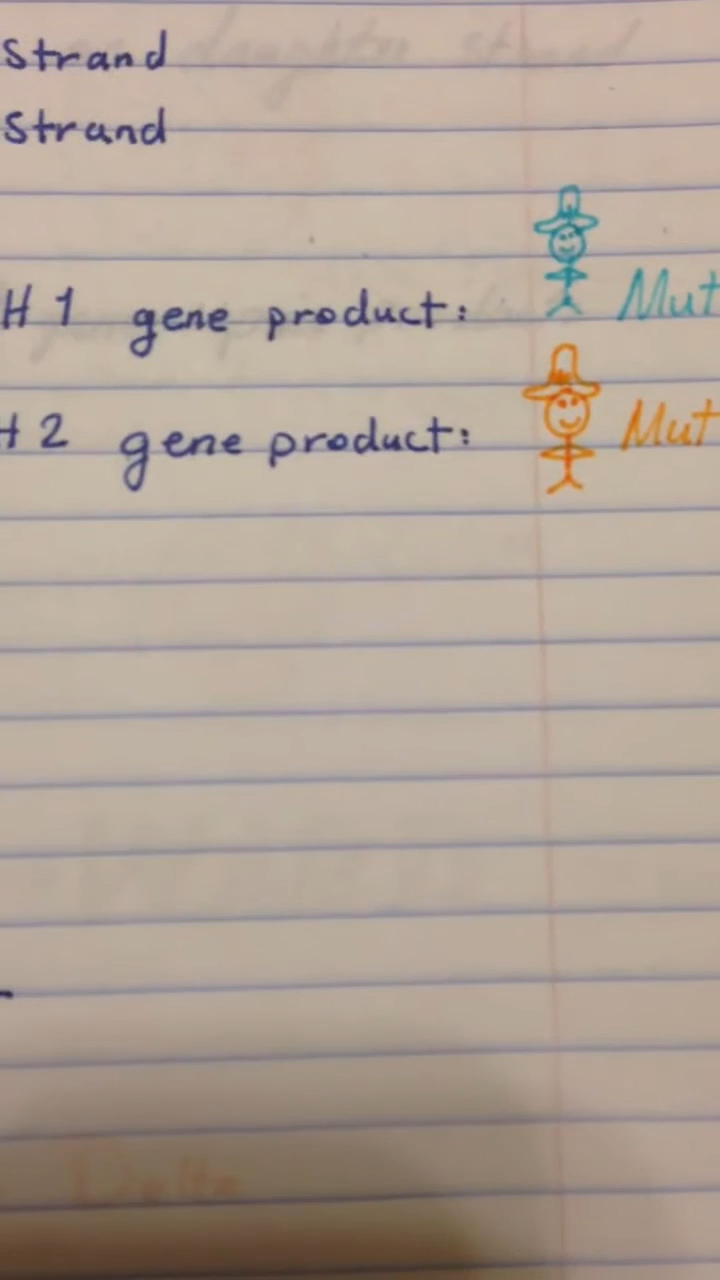 Strand
Strand
H 1 gene product: Mut
H 2 gene product: Mut